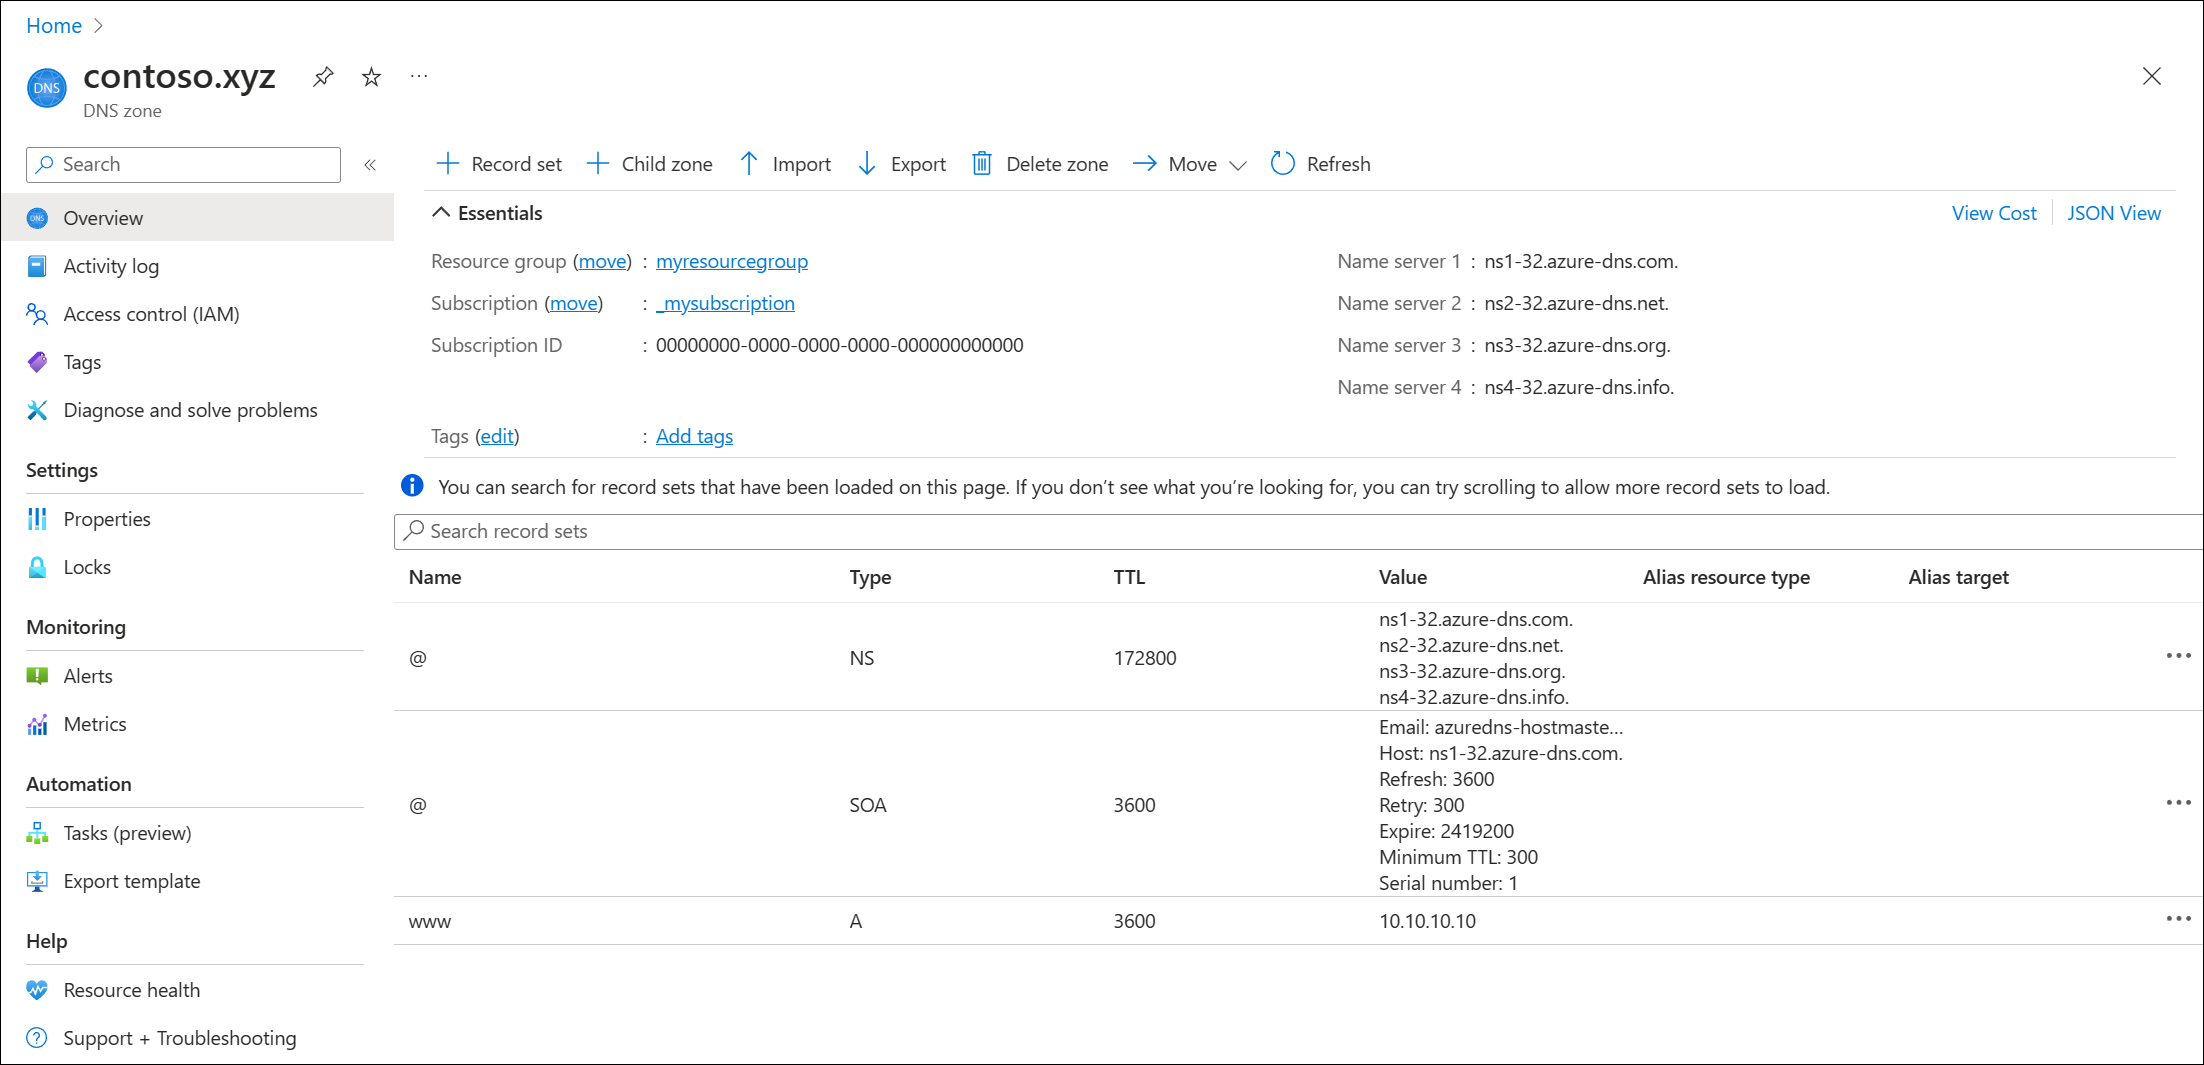 Home
DNS
contoso.xyz
DNS zone
Search
Overview
Activity log
Access control (IAM)
Tags
Diagnose and solve problems
Settings
Properties
Locks
Monitoring
Alerts
Metrics
Automation
Tasks (preview)
Export template
Help
Resource health
Support + Troubleshooting
Record set Child zone Import Export Delete zone Move Refresh
Essentials
View Cost JSON View
Resource group (move) : myresourcegroup
Subscription (move) : _mysubscription
Subscription ID : 00000000-0000-0000-0000-000000000000
Name server 1 : ns1-32.azure-dns.com.
Name server 2 : ns2-32.azure-dns.net.
Name server 3 : ns3-32.azure-dns.org.
Name server 4 : ns4-32.azure-dns.info.
Tags (edit) : Add tags
You can search for record sets that have been loaded on this page. If you don’t see what you’re looking for, you can try scrolling to allow more record sets to load.
Search record sets
Name Type TTL Value Alias resource type Alias target
@ NS 172800
ns1-32.azure-dns.com.
ns2-32.azure-dns.net.
ns3-32.azure-dns.org.
ns4-32.azure-dns.info.
@ SOA 3600
Email: azuredns-hostmaste...
Host: ns1-32.azure-dns.com.
Refresh: 3600
Retry: 300
Expire: 2419200
Minimum TTL: 300
Serial number: 1
www A 3600 10.10.10.10